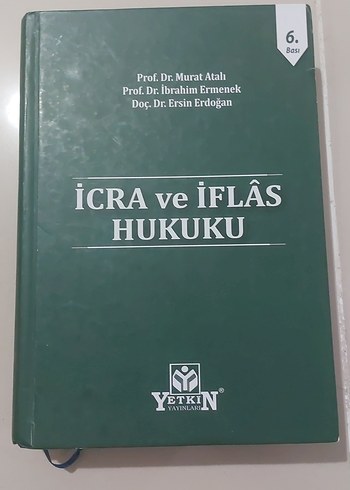 6.
Bası
Prof. Dr. Murat Atalı
Prof. Dr. İbrahim Ermenek
Doç. Dr. Ersin Erdoğan
İCRA ve İFLÂS
HUKUKU
YETKİN®
YAYINLARI